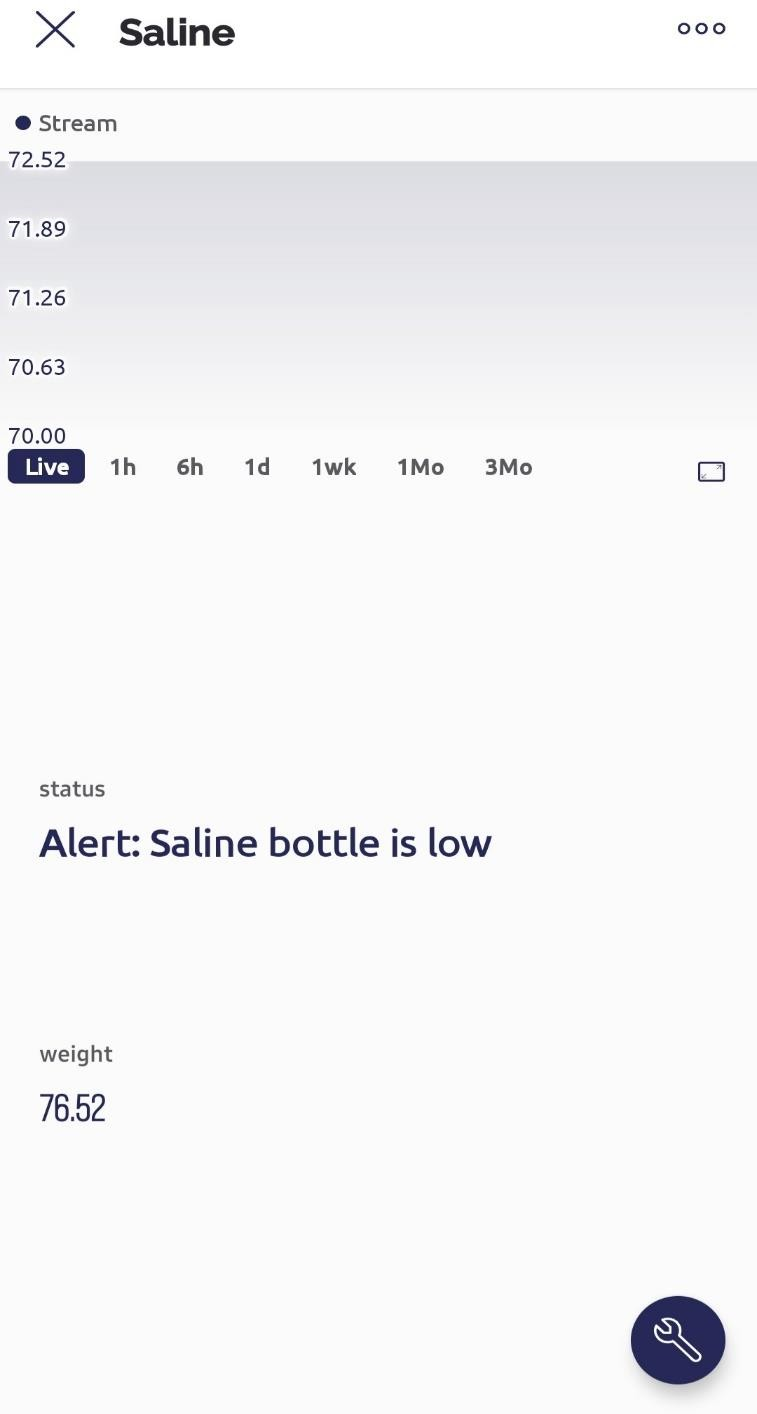 Saline
Stream
72.52
71.89
71.26
70.63
70.00
Live 1h 6h 1d 1wk 1Mo 3Mo
status
Alert: Saline bottle is low
weight
76.52